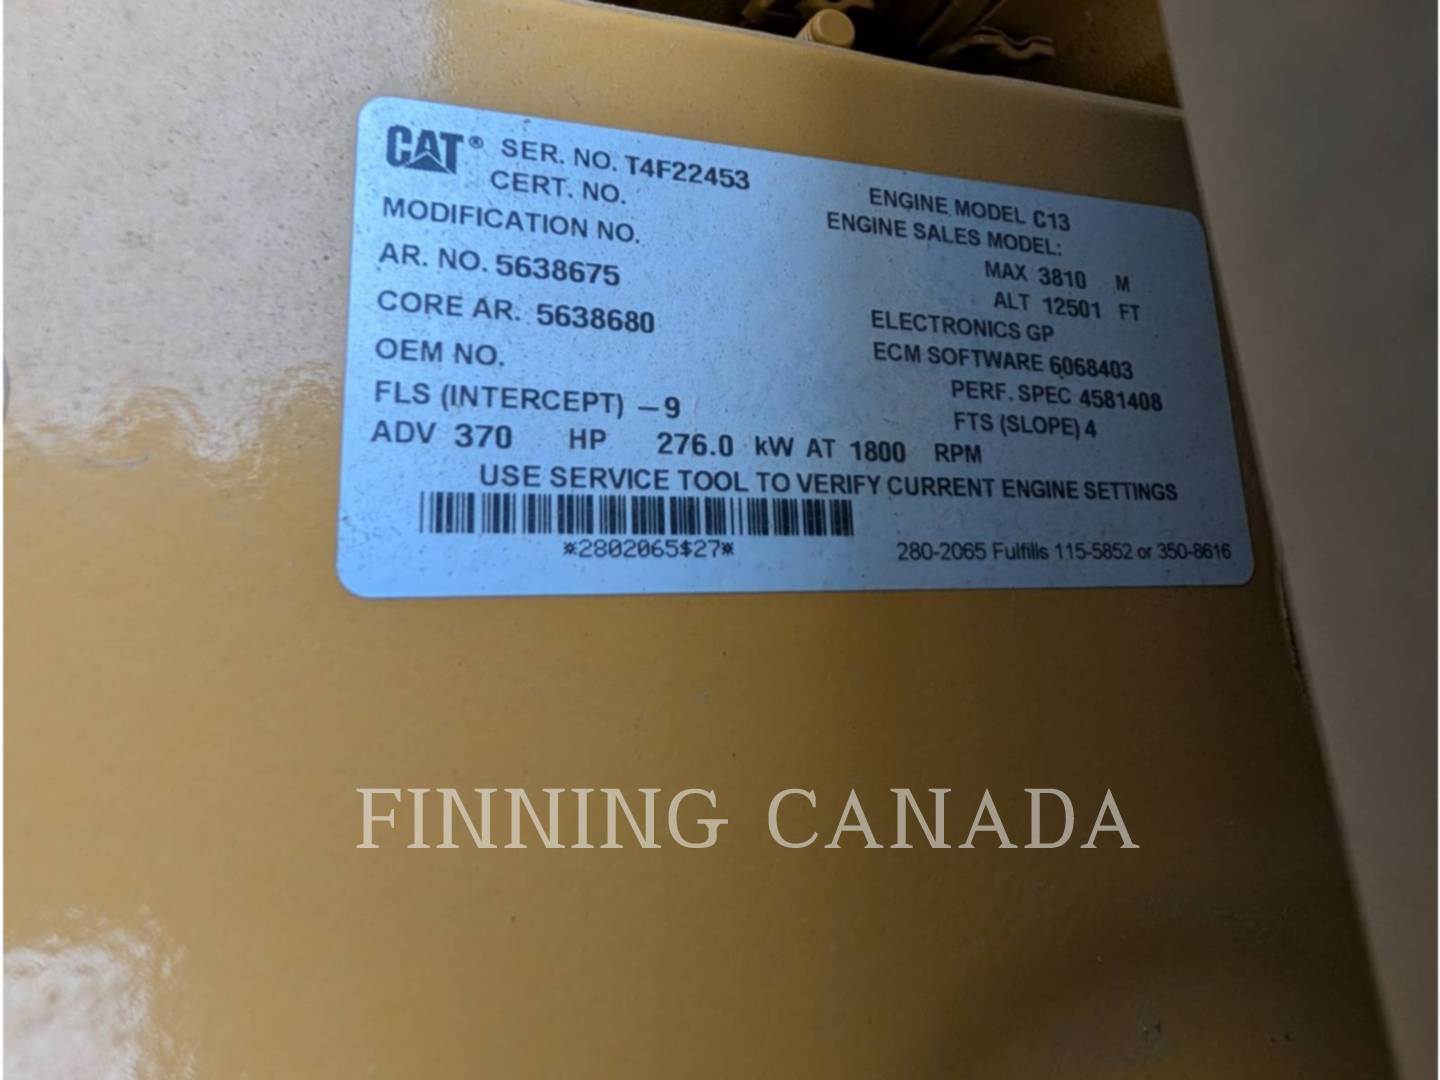 CAT® SER. NO. T4F22453
CERT. NO.
MODIFICATION NO.
AR. NO. 5638675
CORE AR. 5638680
OEM NO.
FLS (INTERCEPT) –9
ADV 370 HP 276.0 kW AT 1800 RPM
ENGINE MODEL C13
ENGINE SALES MODEL:
MAX 3810 M
ALT 12501 FT
ELECTRONICS GP
ECM SOFTWARE 6068403
PERF. SPEC 4581408
FTS (SLOPE) 4
USE SERVICE TOOL TO VERIFY CURRENT ENGINE SETTINGS
*2802065$27*
280-2065 Fulfills 115-5852 or 350-8616
FINNING CANADA